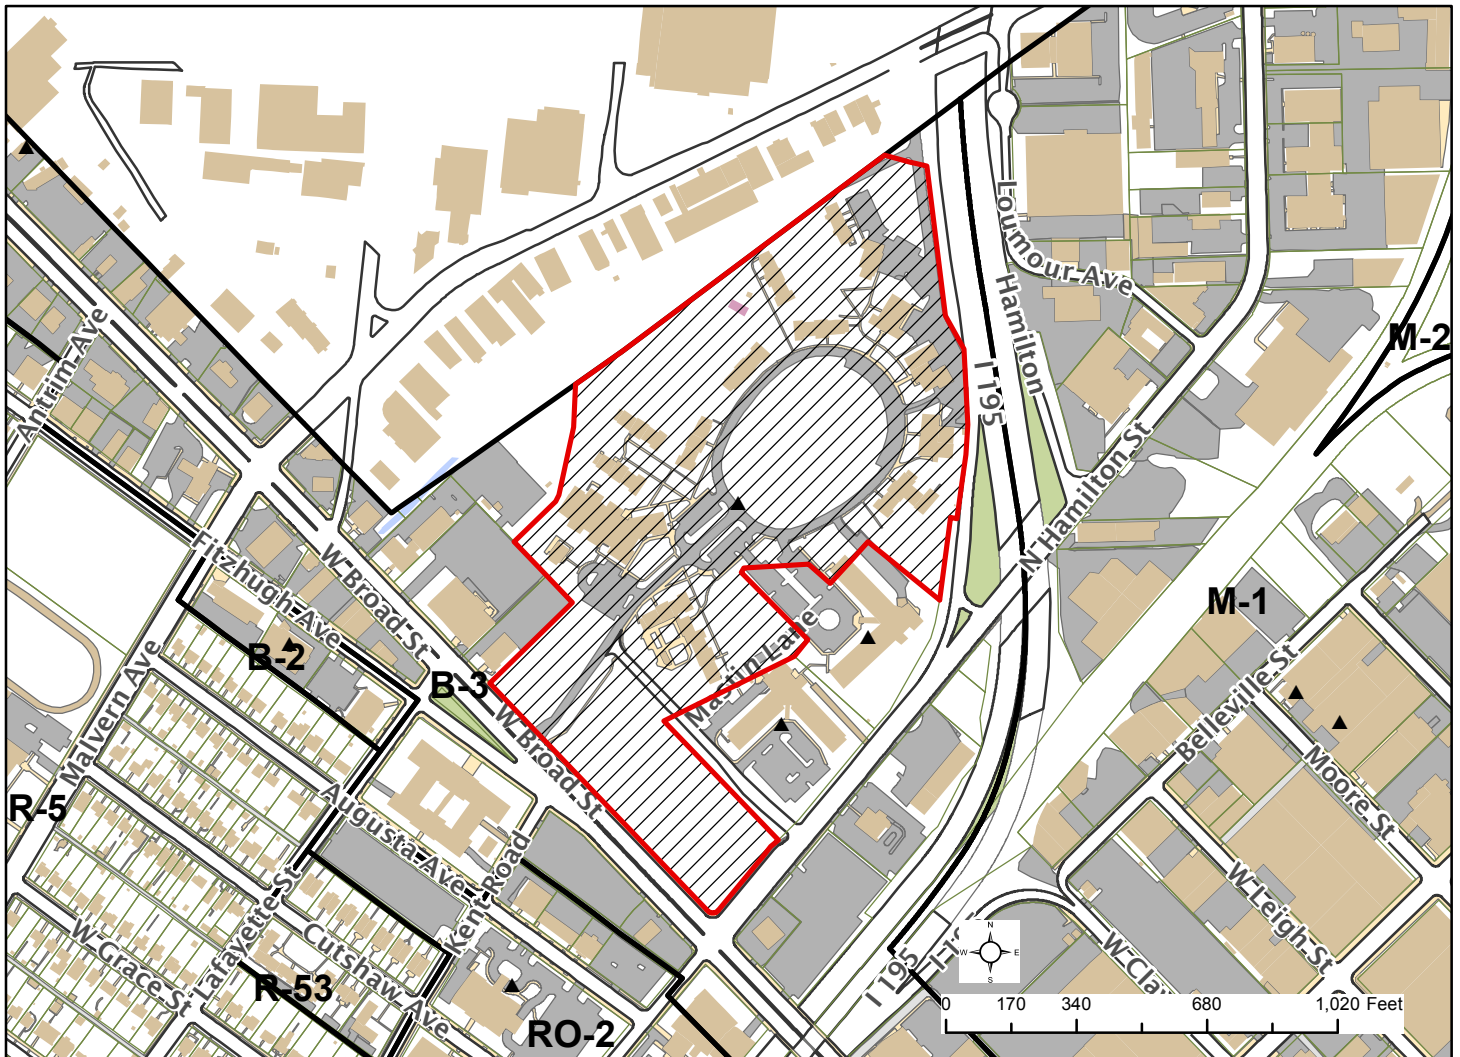 Loumour Ave
Hamilton
I 195
M-2
Antrim Ave
N Hamilton St
Fitzhugh Ave
W Broad St
M-1
Mastin Lane
B-2
B-3
W Broad St
Malvern Ave
Belleville St
Moore St
R-5
Augusta Ave
Kent Road
Lafayette St
W Leigh St
W Grace St
Cutshaw Ave
R-53
I 195
W Cla
N
W E
S
RO-2
0 170 340 680 1,020 Feet